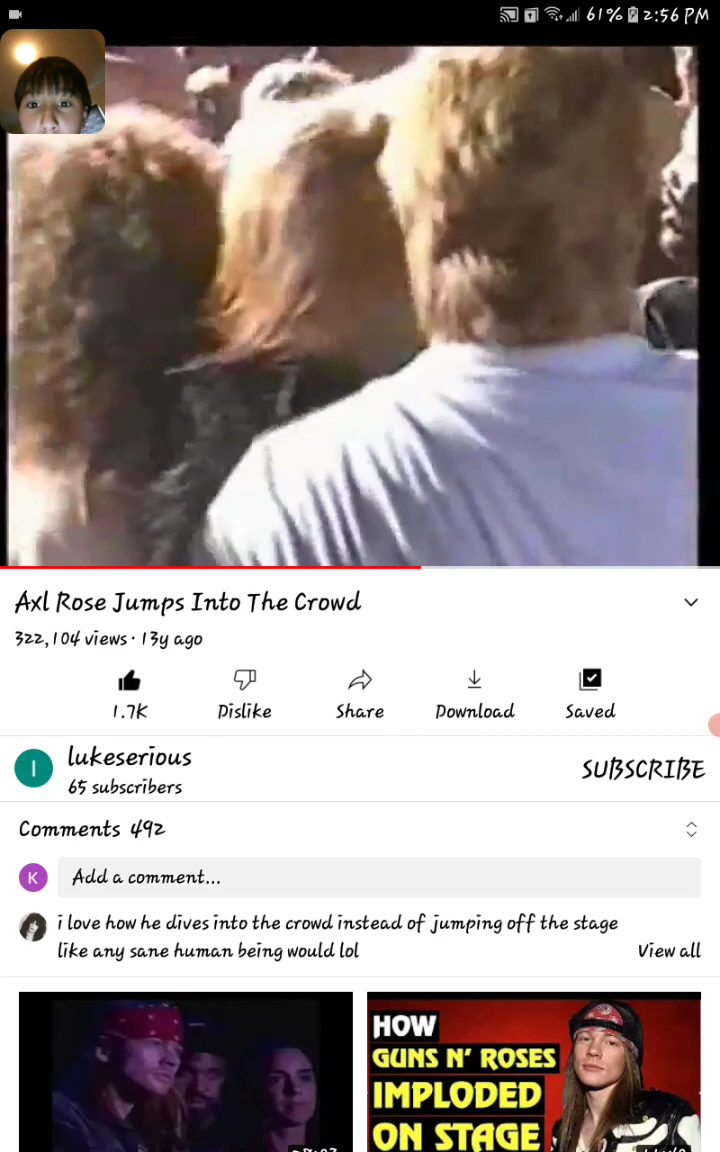 61% 2:56 PM
Axl Rose Jumps Into The Crowd
322,104 views · 13y ago
1.7K
Dislike
Share
Download
Saved
l
lukeserious
65 subscribers
SUBSCRIBE
Comments 492
K
Add a comment...
i love how he dives into the crowd instead of jumping off the stage
like any sane human being would lol
View all
HOW
GUNS N' ROSES
IMPLODED
ON STAGE